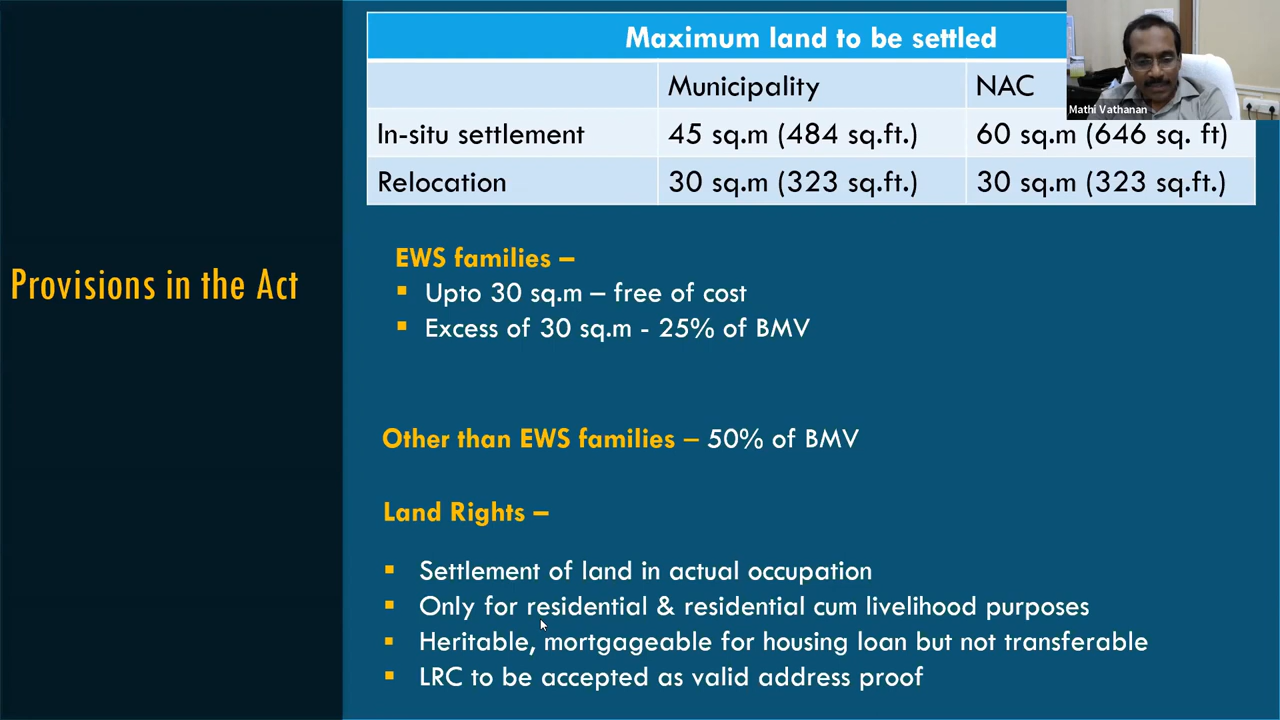 Maximum land to be settled
Municipality NAC
Mathi Vathanan
In-situ settlement 45 sq.m (484 sq.ft.) 60 sq.m (646 sq. ft)
Relocation 30 sq.m (323 sq.ft.) 30 sq.m (323 sq.ft.)
Provisions in the Act
EWS families –
Upto 30 sq.m – free of cost
Excess of 30 sq.m - 25% of BMV
Other than EWS families – 50% of BMV
Land Rights –
Settlement of land in actual occupation
Only for residential & residential cum livelihood purposes
Heritable, mortgageable for housing loan but not transferable
LRC to be accepted as valid address proof